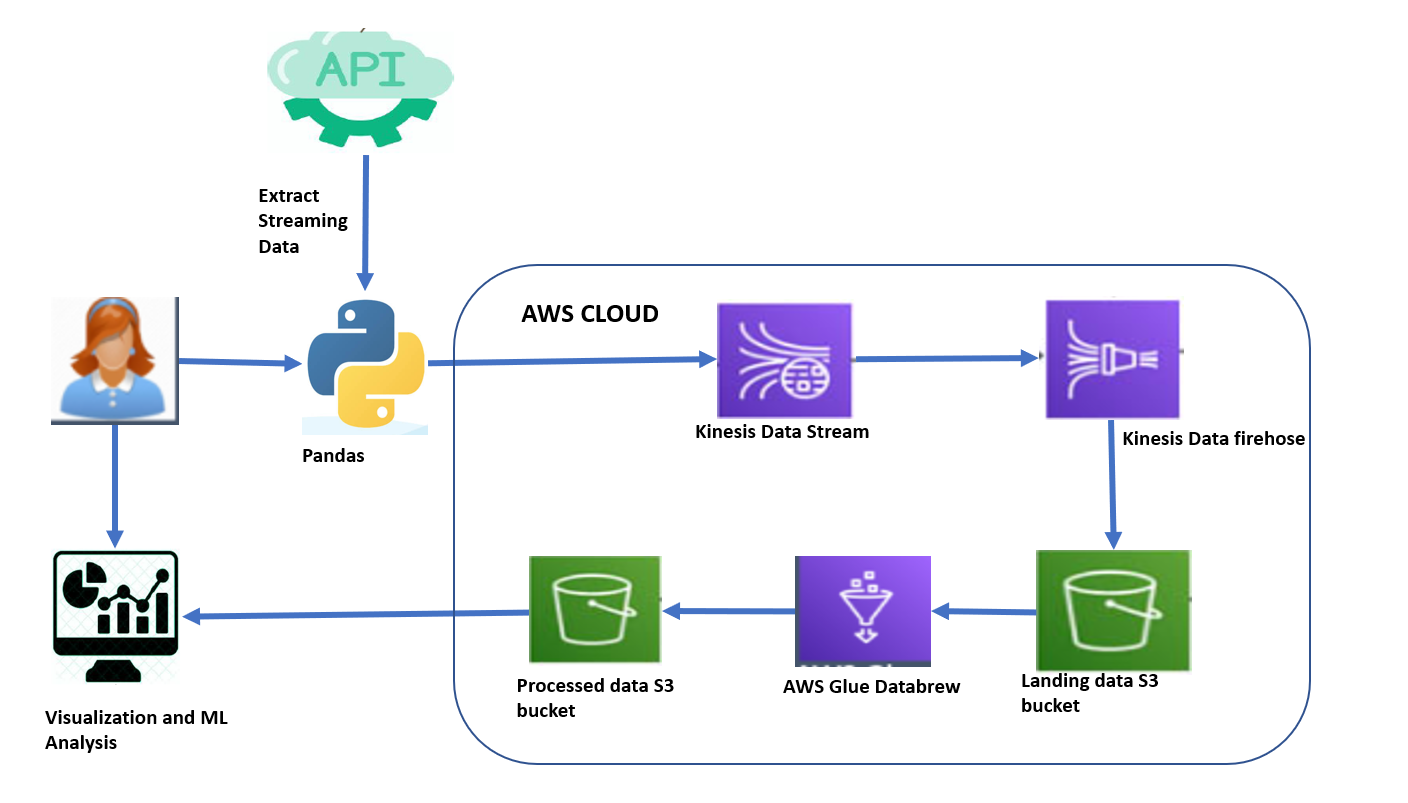 API
Extract
Streaming
Data
AWS CLOUD
Kinesis Data Stream
Kinesis Data firehose
Pandas
Processed data S3
bucket
AWS Glue Databrew
Landing data S3
bucket
Visualization and ML
Analysis